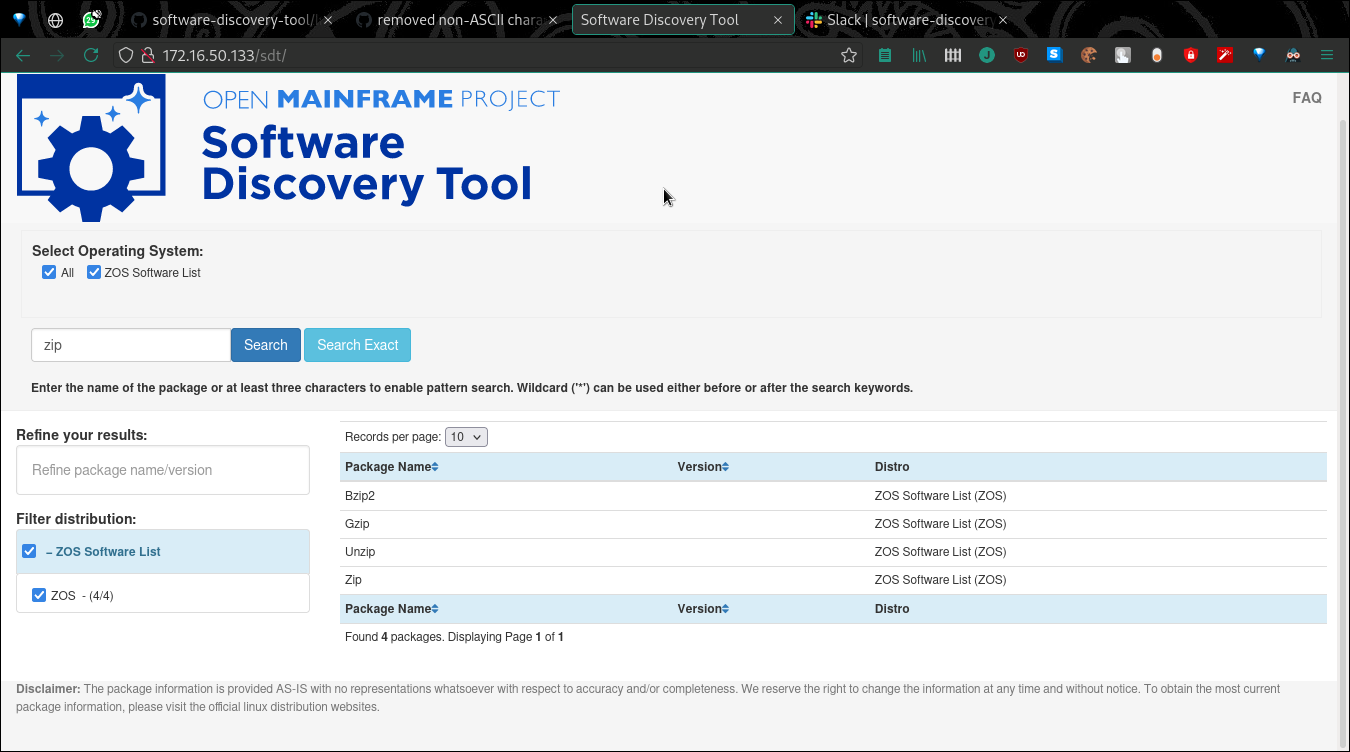 software-discovery-tool/
removed non-ASCII chara
Software Discovery Tool
Slack | software-discovery
25
172.16.50.133/sdt/
OPEN MAINFRAME PROJECT
Software
Discovery Tool
FAQ
Select Operating System:
All ZOS Software List
zip Search Search Exact
Enter the name of the package or at least three characters to enable pattern search. Wildcard ('*') can be used either before or after the search keywords.
Refine your results:
Refine package name/version
Filter distribution:
– ZOS Software List
ZOS - (4/4)
Records per page: 10
Package Name Version Distro
Bzip2 ZOS Software List (ZOS)
Gzip ZOS Software List (ZOS)
Unzip ZOS Software List (ZOS)
Zip ZOS Software List (ZOS)
Package Name Version Distro
Found 4 packages. Displaying Page 1 of 1
Disclaimer: The package information is provided AS-IS with no representations whatsoever with respect to accuracy and/or completeness. We reserve the right to change the information at any time and without notice. To obtain the most current
package information, please visit the official linux distribution websites.